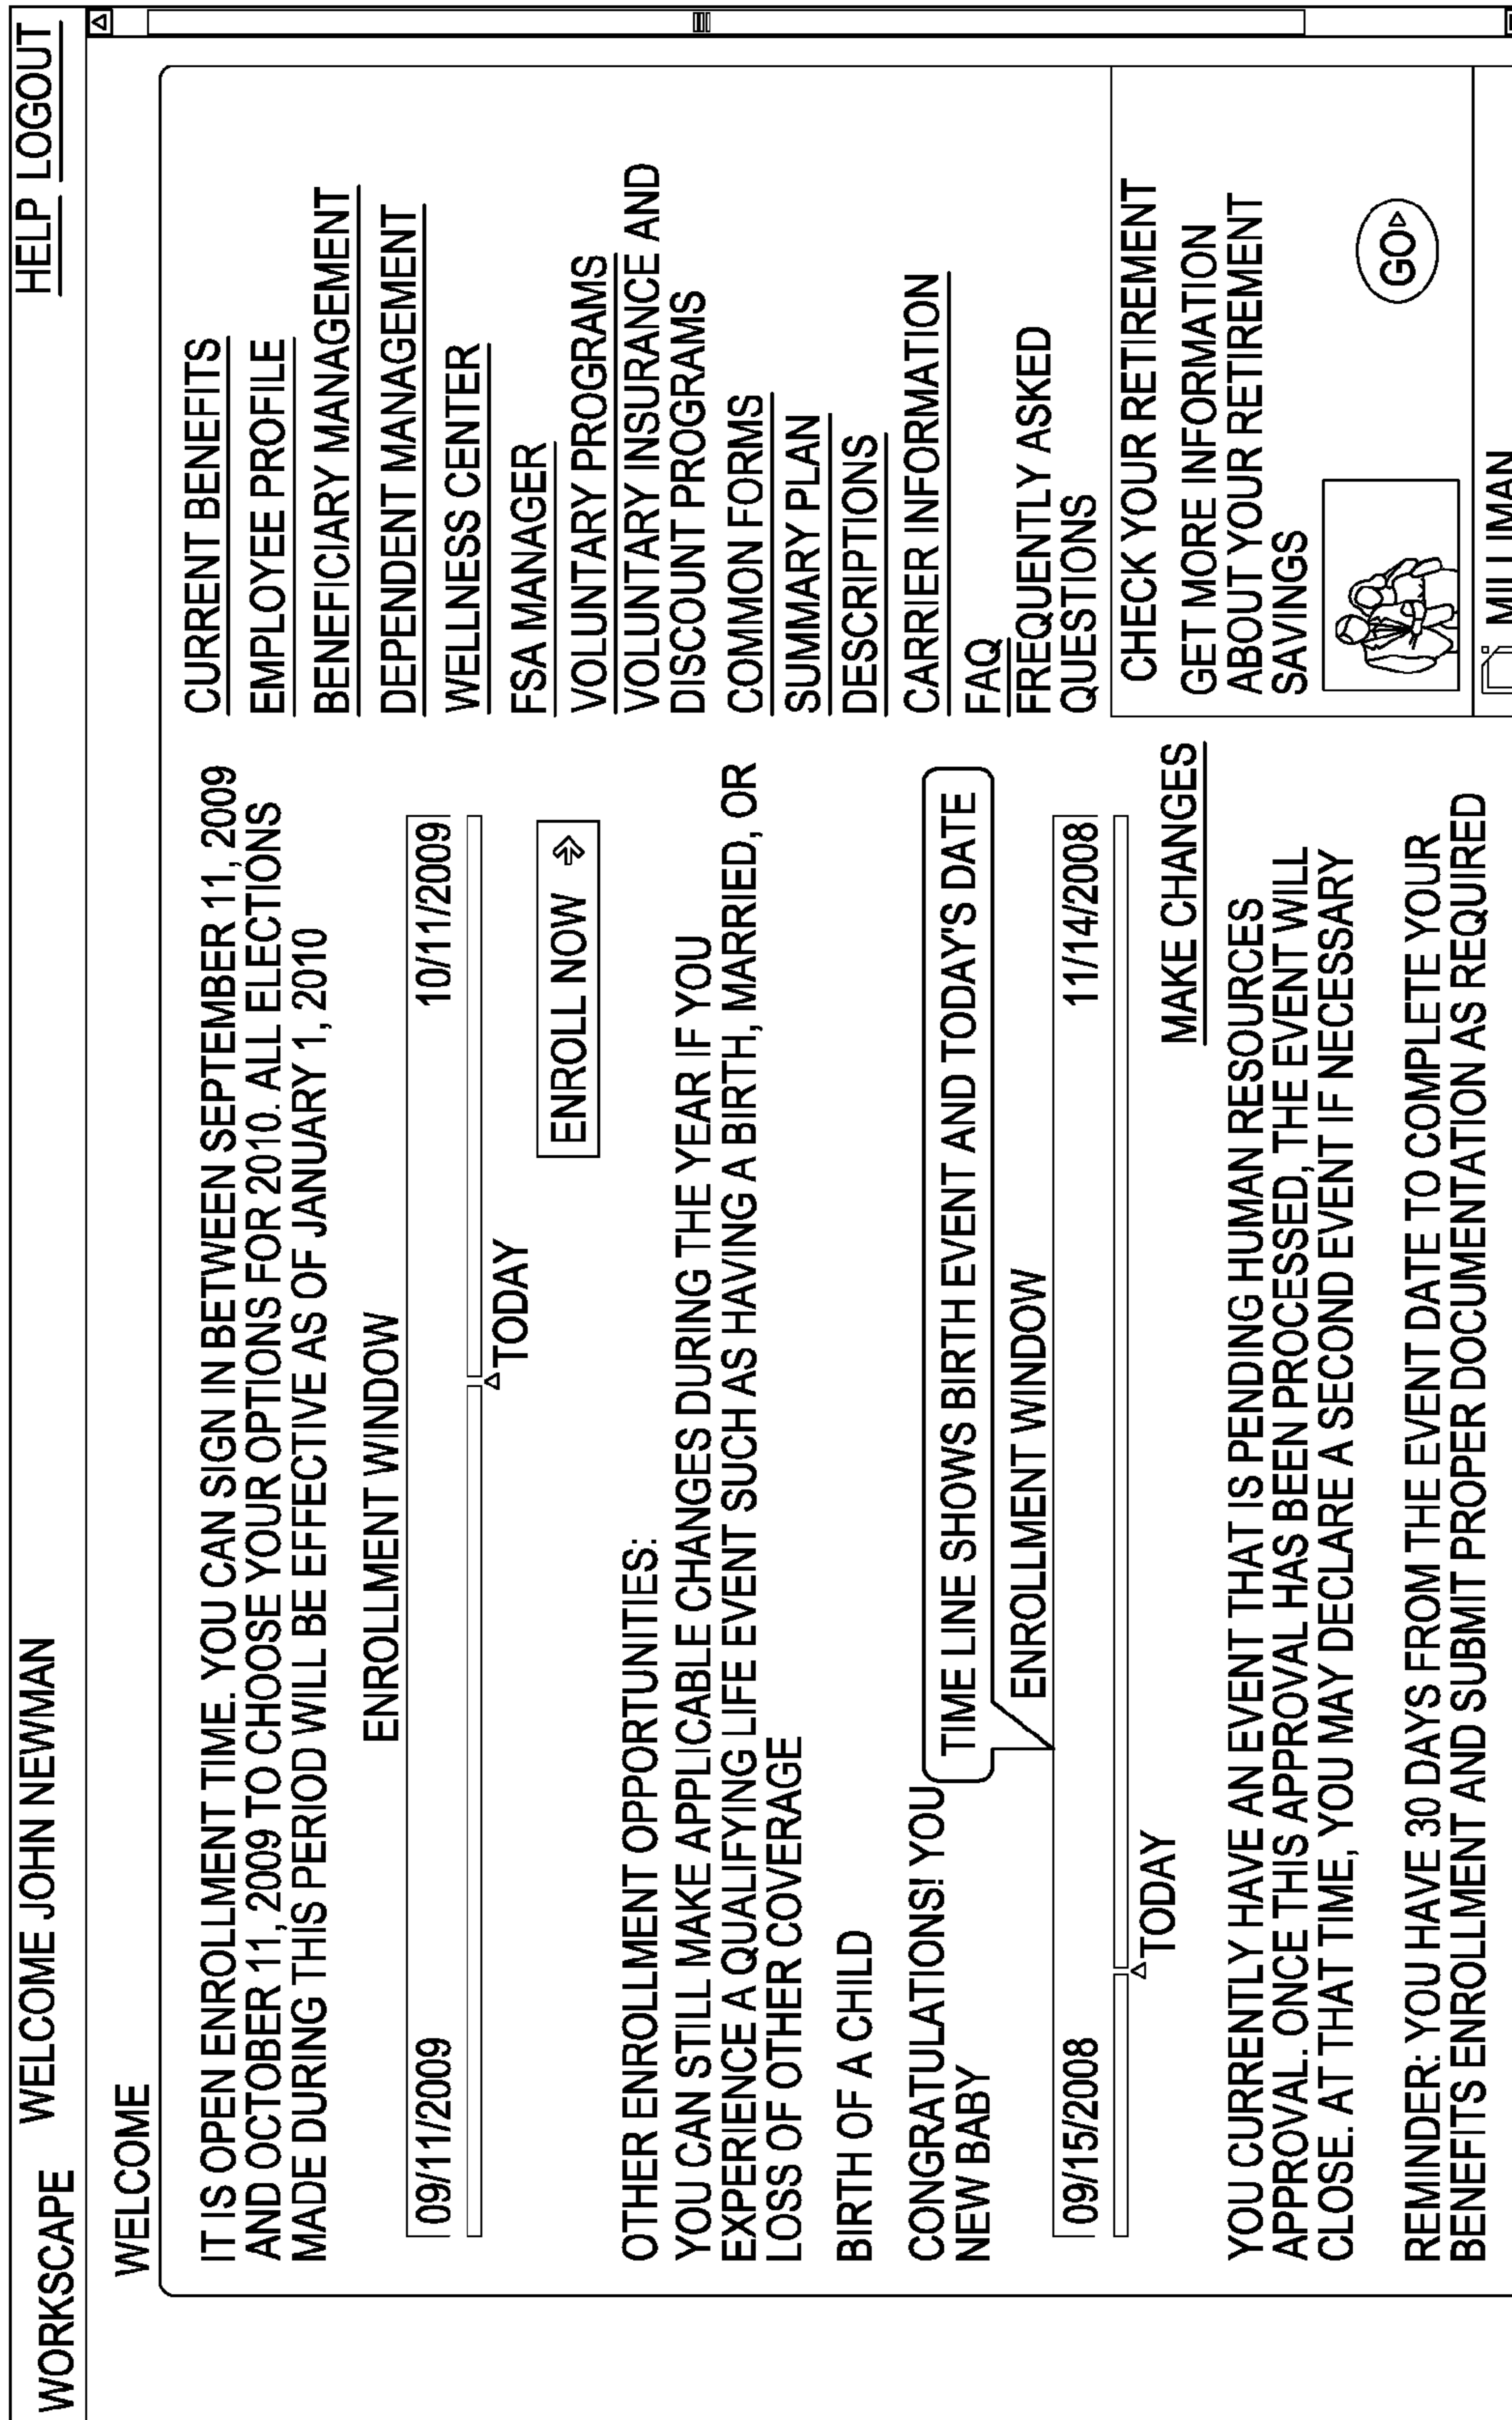 WORKSCAPE WELCOME JOHN NEWMAN HELP LOGOUT
WELCOME
IT IS OPEN ENROLLMENT TIME. YOU CAN SIGN IN BETWEEN SEPTEMBER 11, 2009
AND OCTOBER 11, 2009 TO CHOOSE YOUR OPTIONS FOR 2010. ALL ELECTIONS
MADE DURING THIS PERIOD WILL BE EFFECTIVE AS OF JANUARY 1, 2010
ENROLLMENT WINDOW
09/11/2009 10/11/2009
TODAY
ENROLL NOW
OTHER ENROLLMENT OPPORTUNITIES:
YOU CAN STILL MAKE APPLICABLE CHANGES DURING THE YEAR IF YOU
EXPERIENCE A QUALIFYING LIFE EVENT SUCH AS HAVING A BIRTH, MARRIED, OR
LOSS OF OTHER COVERAGE
BIRTH OF A CHILD
CONGRATULATIONS! YOU
NEW BABY
TIME LINE SHOWS BIRTH EVENT AND TODAY'S DATE
ENROLLMENT WINDOW
09/15/2008 11/14/2008
TODAY
MAKE CHANGES
YOU CURRENTLY HAVE AN EVENT THAT IS PENDING HUMAN RESOURCES
APPROVAL. ONCE THIS APPROVAL HAS BEEN PROCESSED, THE EVENT WILL
CLOSE. AT THAT TIME, YOU MAY DECLARE A SECOND EVENT IF NECESSARY
REMINDER: YOU HAVE 30 DAYS FROM THE EVENT DATE TO COMPLETE YOUR
BENEFITS ENROLLMENT AND SUBMIT PROPER DOCUMENTATION AS REQUIRED
CURRENT BENEFITS
EMPLOYEE PROFILE
BENEFICIARY MANAGEMENT
DEPENDENT MANAGEMENT
WELLNESS CENTER
FSA MANAGER
VOLUNTARY PROGRAMS
VOLUNTARY INSURANCE AND
DISCOUNT PROGRAMS
COMMON FORMS
SUMMARY PLAN
DESCRIPTIONS
CARRIER INFORMATION
FAQ
FREQUENTLY ASKED
QUESTIONS
CHECK YOUR RETIREMENT
GET MORE INFORMATION
ABOUT YOUR RETIREMENT
SAVINGS
GO
MILLIMAN